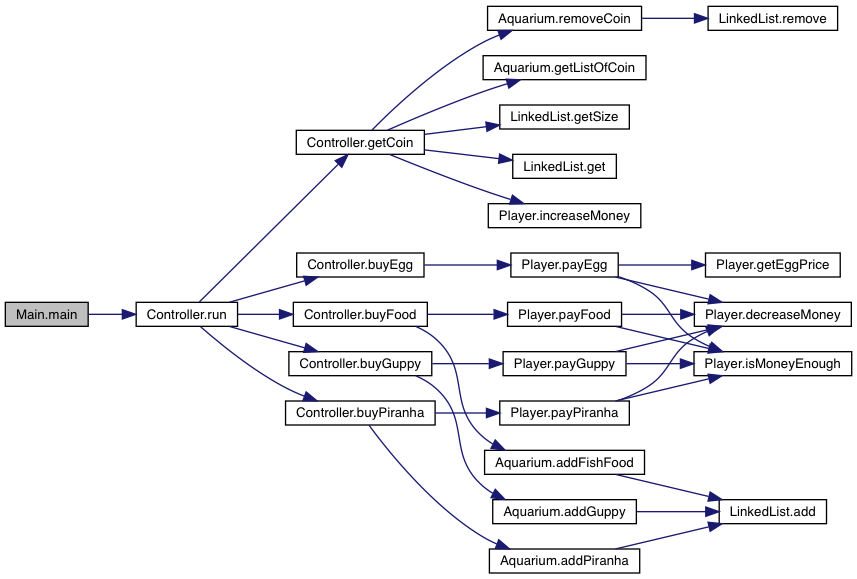 Aquarium.removeCoin
LinkedList.remove
Aquarium.getListOfCoin
LinkedList.getSize
Controller.getCoin
LinkedList.get
Player.increaseMoney
Controller.buyEgg
Player.payEgg
Player.getEggPrice
Main.main
Controller.run
Controller.buyFood
Player.payFood
Player.decreaseMoney
Controller.buyGuppy
Player.payGuppy
Player.isMoneyEnough
Controller.buyPiranha
Player.payPiranha
Aquarium.addFishFood
Aquarium.addGuppy
LinkedList.add
Aquarium.addPiranha